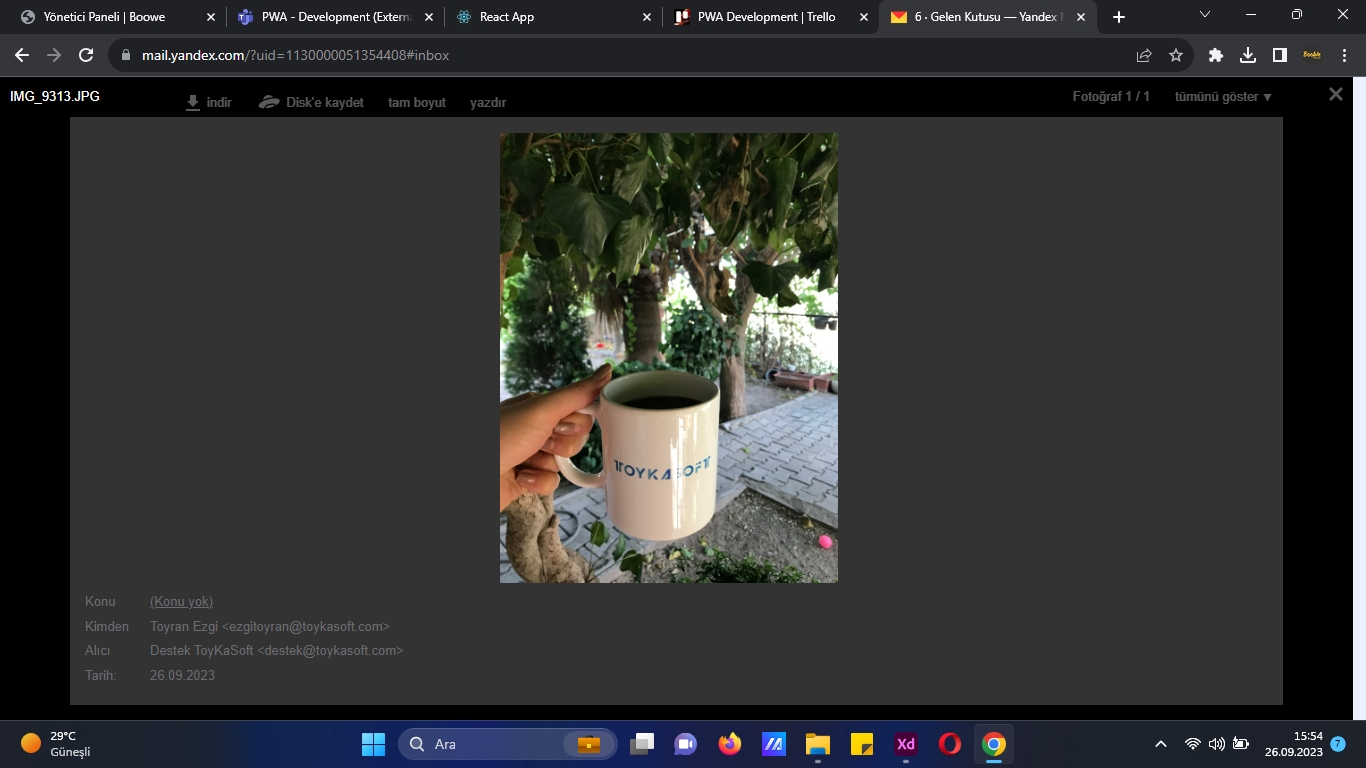 Yönetici Paneli | Boowe
PWA - Development (Externa
React App
PWA Development | Trello
6 · Gelen Kutusu — Yandex M
mail.yandex.com/?uid=1130000051354408#inbox
IMG_9313.JPG
indir
Disk'e kaydet
tam boyut
yazdır
Fotoğraf 1 / 1
tümünü göster
TOYKASOFT
Konu (Konu yok)
Kimden Toyran Ezgi <ezgitoyran@toykasoft.com>
Alıcı Destek ToyKaSoft <destek@toykasoft.com>
Tarih: 26.09.2023
29°C
Güneşli
Ara
Xd
15:54
26.09.2023
7